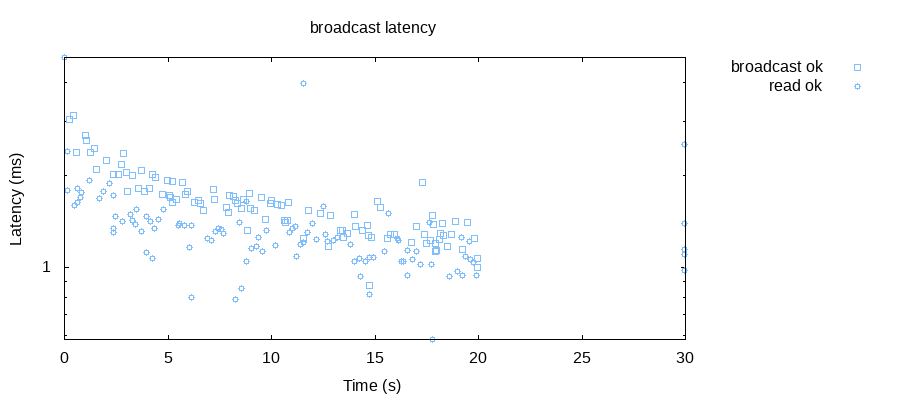 broadcast latency
broadcast ok
read ok
Latency (ms)
1
0 5 10 15 20 25 30
Time (s)